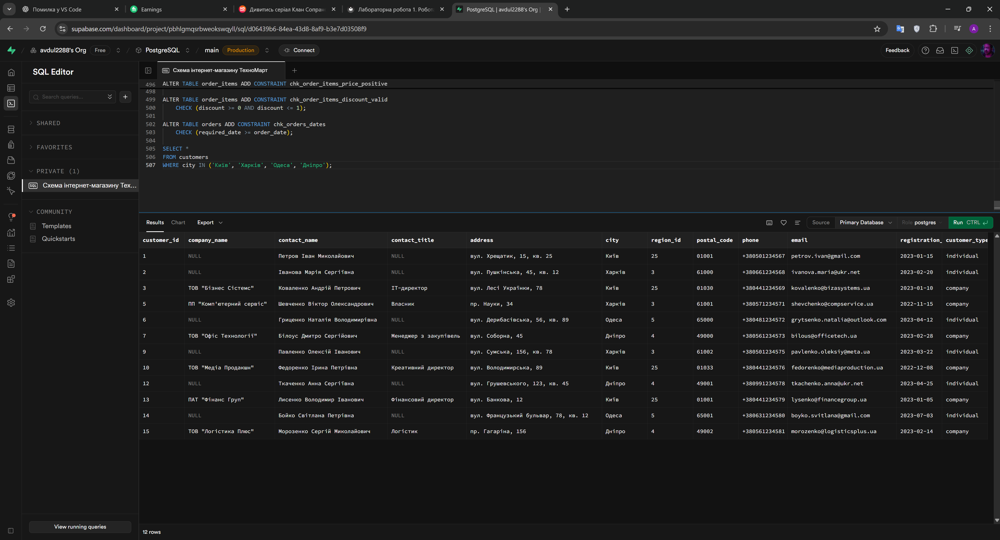 Помилка у VS Code
Earnings
Дивитись серіал Клан Сопран
Лабораторна робота 1. Робот
PostgreSQL | avdul2288's Org |
supabase.com/dashboard/project/pbhlgmqsrbweokswqyll/sql/d06439b6-84ea-43d8-8af9-b3e7d03508f9
avdul2288's Org Free / PostgreSQL / main Production Connect
Feedback
SQL Editor
Search queries...
SHARED
FAVORITES
PRIVATE (1)
SQL Схема інтернет-магазину Тех...
COMMUNITY
Templates
Quickstarts
View running queries
SQL Схема інтернет-магазину ТехноМарт
496 ALTER TABLE order_items ADD CONSTRAINT chk_order_items_price_positive
498
499 ALTER TABLE order_items ADD CONSTRAINT chk_order_items_discount_valid
500 CHECK (discount >= 0 AND discount <= 1);
501
502 ALTER TABLE orders ADD CONSTRAINT chk_orders_dates
503 CHECK (required_date >= order_date);
504
505 SELECT *
506 FROM customers
507 WHERE city IN ('Київ', 'Харків', 'Одеса', 'Дніпро');
Results Chart Export Source Primary Database Role postgres Run CTRL
customer_id company_name contact_name contact_title address city region_id postal_code phone email registration_ customer_type
1 NULL Петров Іван Миколайович NULL вул. Хрещатик, 15, кв. 25 Київ 25 01001 +380501234567 petrov.ivan@gmail.com 2023-01-15 individual
2 NULL Іванова Марія Сергіївна NULL вул. Пушкінська, 45, кв. 12 Харків 3 61000 +380661234568 ivanova.maria@ukr.net 2023-02-20 individual
3 ТОВ "Бізнес Сістемс" Коваленко Андрій Петрович ІТ-директор вул. Лесі Українки, 78 Київ 25 01030 +380441234569 kovalenko@bizasystems.ua 2023-01-10 company
5 ПП "Комп'ютерний сервіс" Шевченко Віктор Олександрович Власник пр. Науки, 34 Харків 3 61001 +380571234571 shevchenko@compservice.ua 2022-11-15 company
6 NULL Гриценко Наталія Володимирівна NULL вул. Дерибасівська, 56, кв. 89 Одеса 5 65000 +380481234572 grytsenko.natalia@outlook.com 2023-04-12 individual
7 ТОВ "Офіс Технології" Білоус Дмитро Сергійович Менеджер з закупівель вул. Соборна, 45 Дніпро 4 49000 +380561234573 bilous@officetech.ua 2023-02-28 company
9 NULL Павленко Олексій Іванович NULL вул. Сумська, 156, кв. 78 Харків 3 61002 +380501234575 pavlenko.oleksiy@meta.ua 2023-03-22 individual
10 ТОВ "Медіа Продакшн" Федоренко Ірина Петрівна Креативний директор вул. Володимирська, 89 Київ 25 01033 +380441234576 fedorenko@mediaproduction.ua 2022-12-08 company
12 NULL Ткаченко Анна Сергіївна NULL вул. Грушевського, 123, кв. 45 Дніпро 4 49001 +380991234578 tkachenko.anna@ukr.net 2023-04-25 individual
13 ПАТ "Фінанс Груп" Лисенко Володимир Іванович Фінансовий директор вул. Банкова, 12 Київ 25 01001 +380441234579 lysenko@financegroup.ua 2023-01-05 company
14 NULL Бойко Світлана Петрівна NULL вул. Французький бульвар, 78, кв. 12 Одеса 5 65001 +380631234580 boyko.svitlana@gmail.com 2023-07-03 individual
15 ТОВ "Логістика Плюс" Морозенко Сергій Миколайович Логістик пр. Гагаріна, 156 Дніпро 4 49002 +380561234581 morozenko@logisticsplus.ua 2023-02-14 company
12 rows